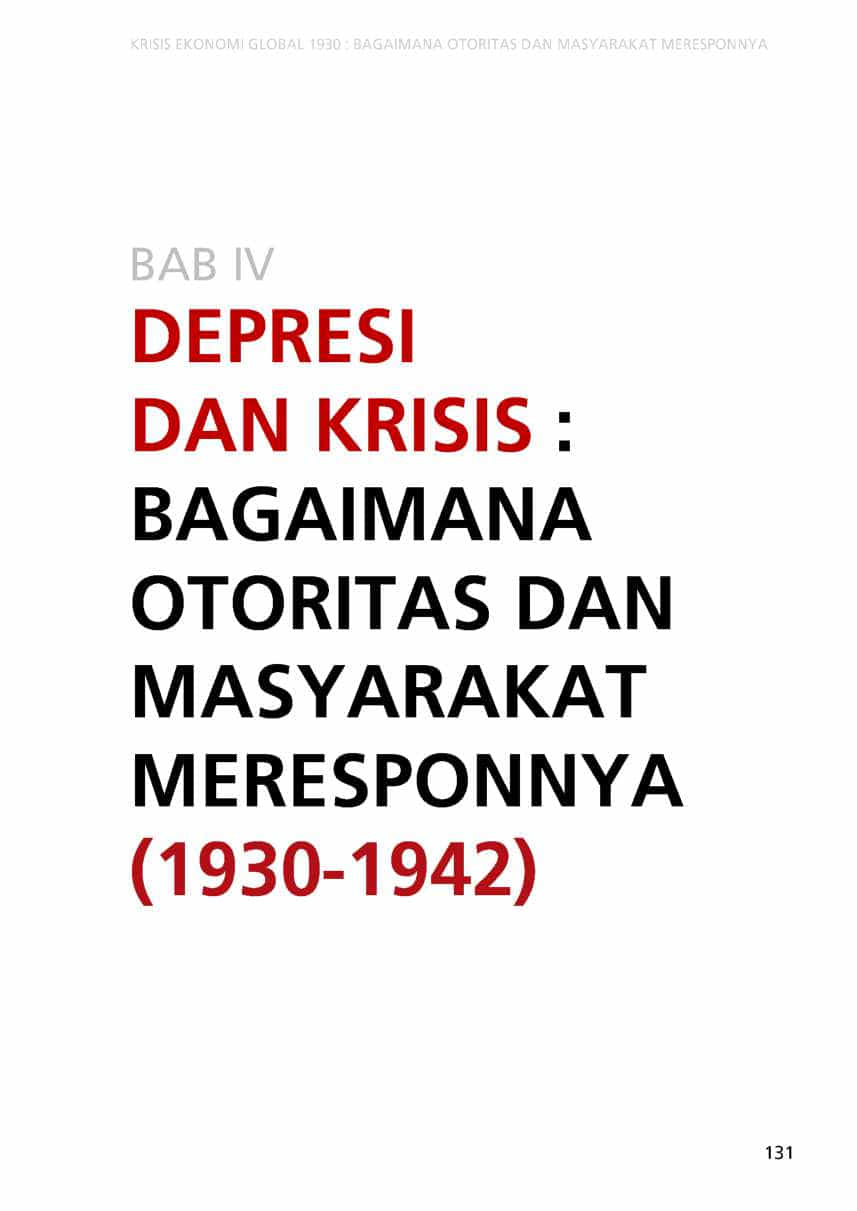 KRISIS EKONOMI GLOBAL 1930 : BAGAIMANA OTORITAS DAN MASYARAKAT MERESPONNYA
BAB IV
DEPRESI
DAN KRISIS :
BAGAIMANA
OTORITAS DAN
MASYARAKAT
MERESPONNYA
(1930-1942)
131